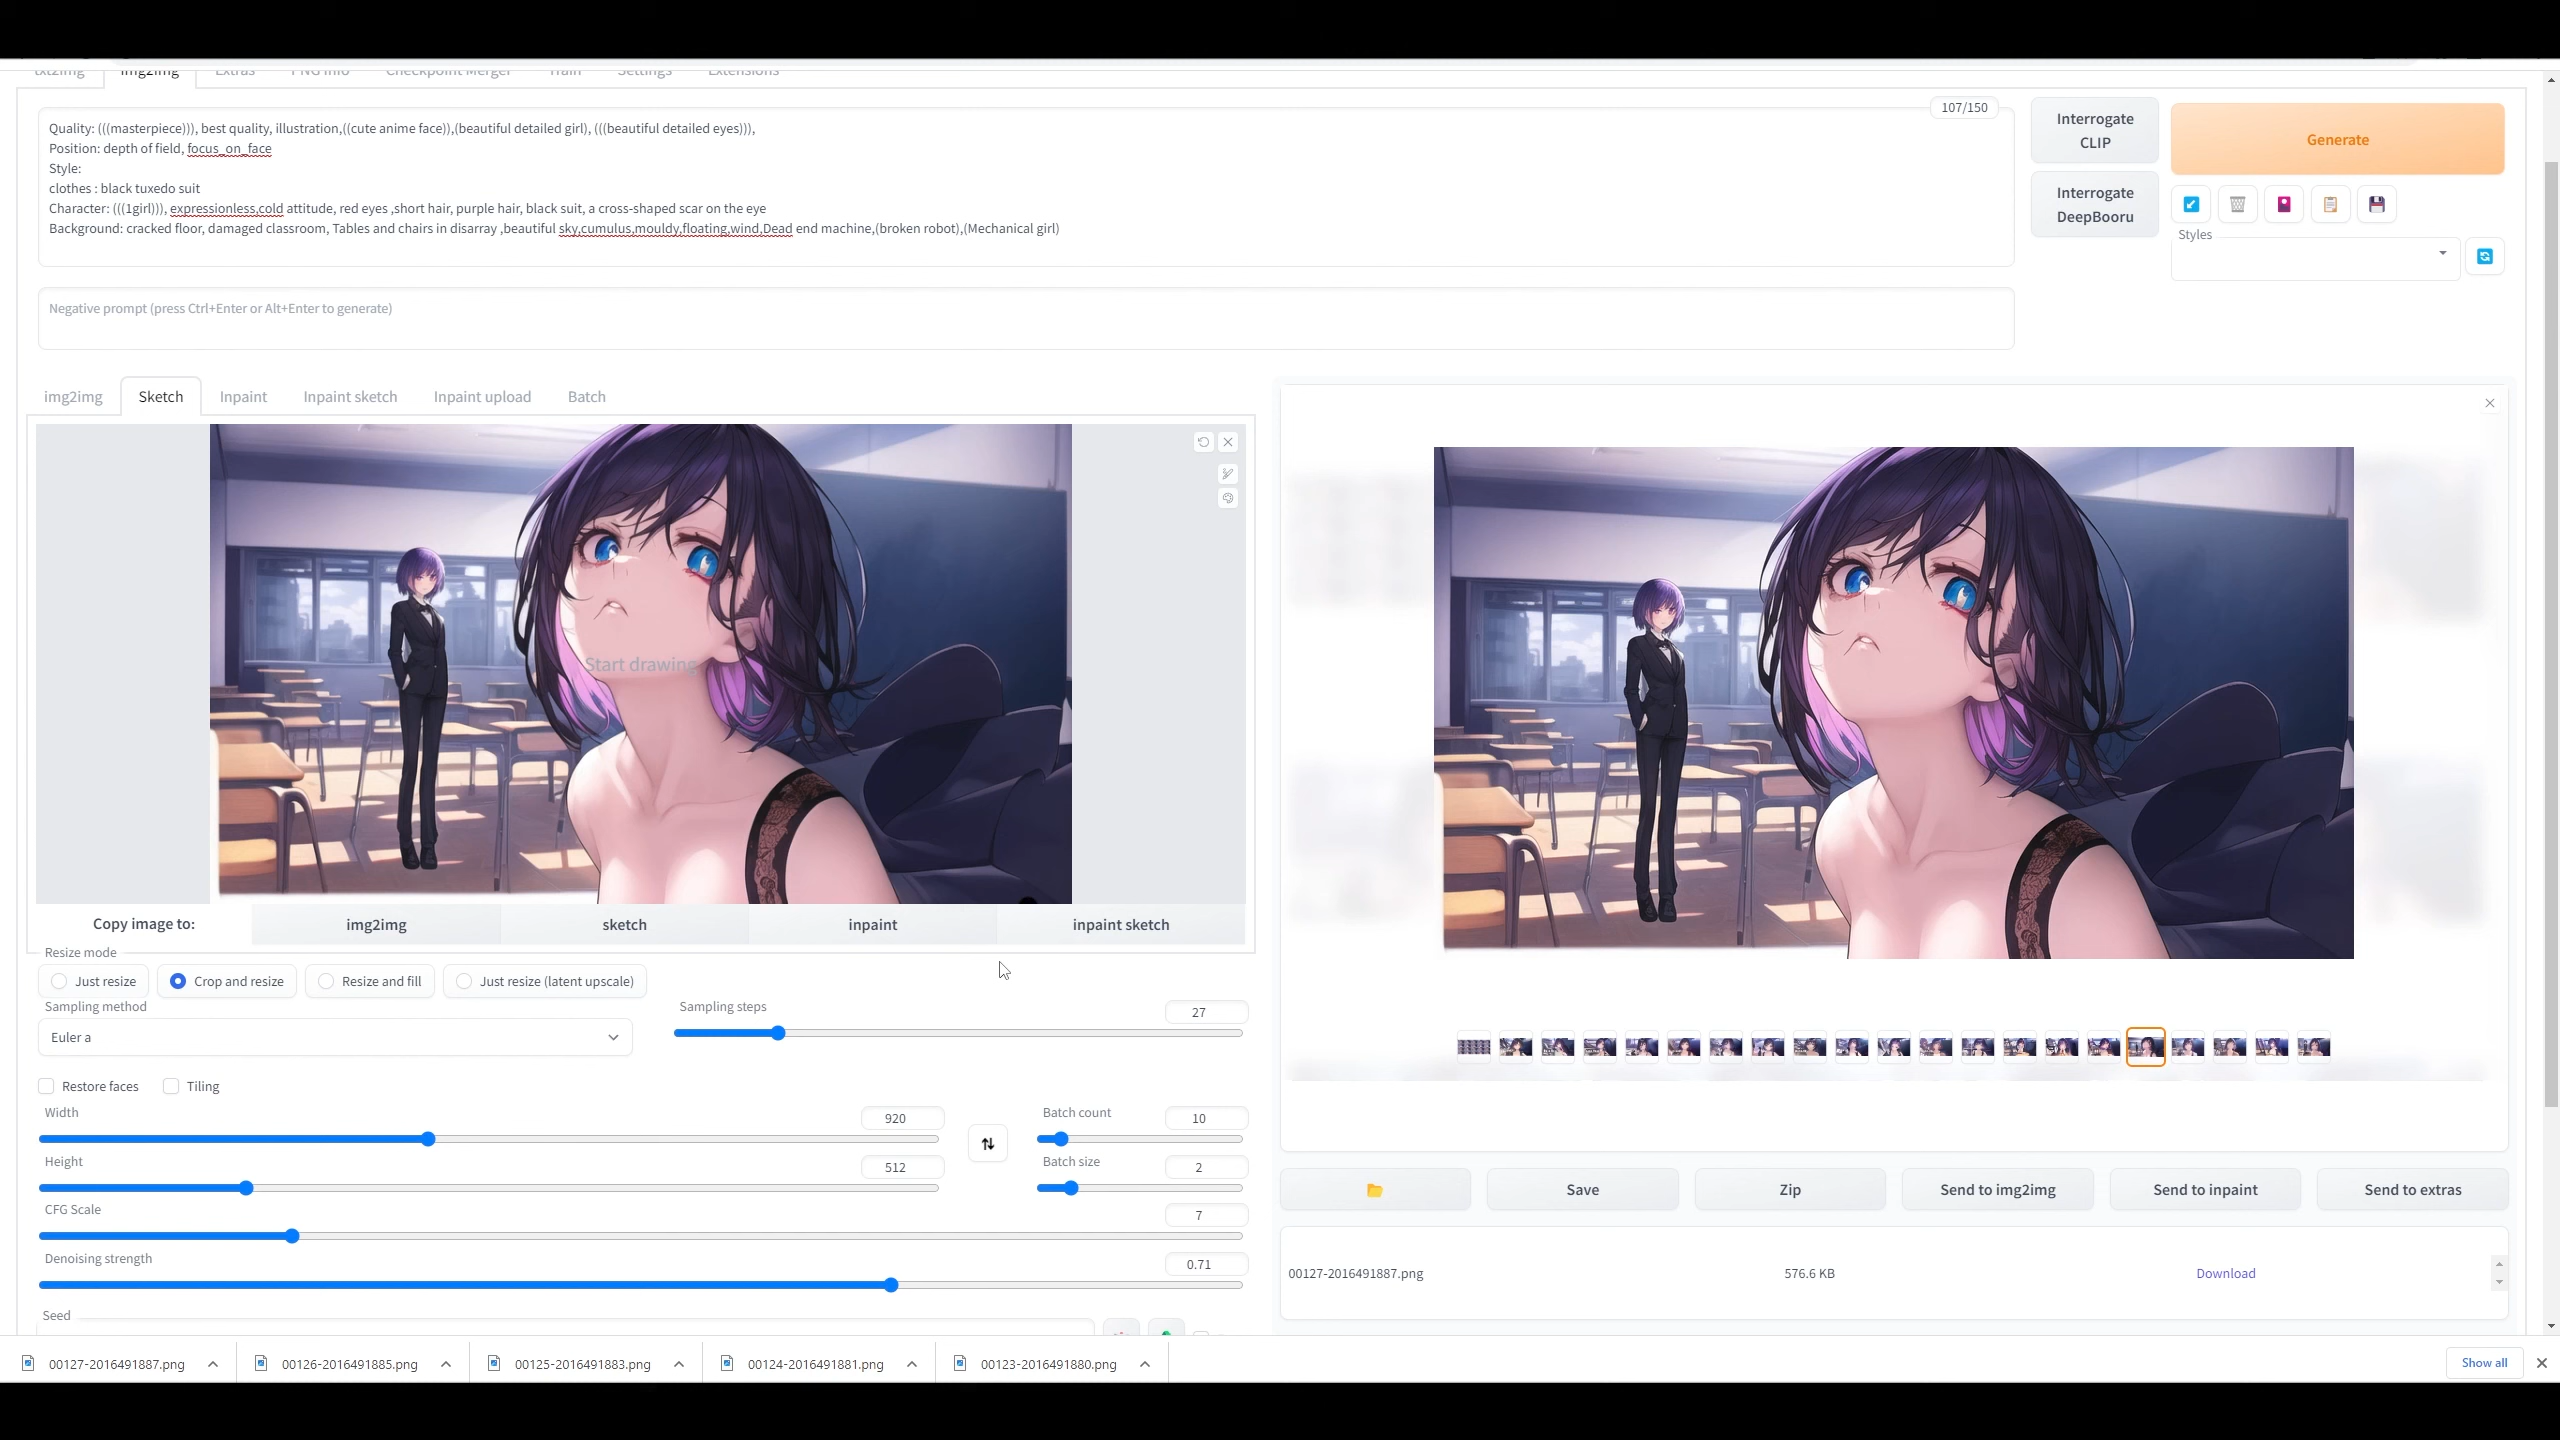 txt2img img2img Extras PNG Info Checkpoint Merger Train Settings Extensions
107/150
Quality: (((masterpiece))), best quality, illustration,((cute anime face)),(beautiful detailed girl), (((beautiful detailed eyes))),
Position: depth of field, focus_on_face
Style:
clothes : black tuxedo suit
Character: (((1girl))), expressionless,cold attitude, red eyes ,short hair, purple hair, black suit, a cross-shaped scar on the eye
Background: cracked floor, damaged classroom, Tables and chairs in disarray ,beautiful sky,cumulus,mouldy,floating,wind,Dead end machine,(broken robot),(Mechanical girl)
Interrogate
CLIP
Generate
Interrogate
DeepBooru
Styles
Negative prompt (press Ctrl+Enter or Alt+Enter to generate)
img2img Sketch Inpaint Inpaint sketch Inpaint upload Batch
Start drawing
Copy image to: img2img sketch inpaint inpaint sketch
Resize mode
Just resize Crop and resize Resize and fill Just resize (latent upscale)
Sampling method
Euler a
Sampling steps 27
Restore faces Tiling
Width 920
Batch count 10
Height 512
Batch size 2
CFG Scale 7
Denoising strength 0.71
Seed
Save Zip Send to img2img Send to inpaint Send to extras
00127-2016491887.png 576.6 KB Download
00127-2016491887.png 00126-2016491885.png 00125-2016491883.png 00124-2016491881.png 00123-2016491880.png Show all